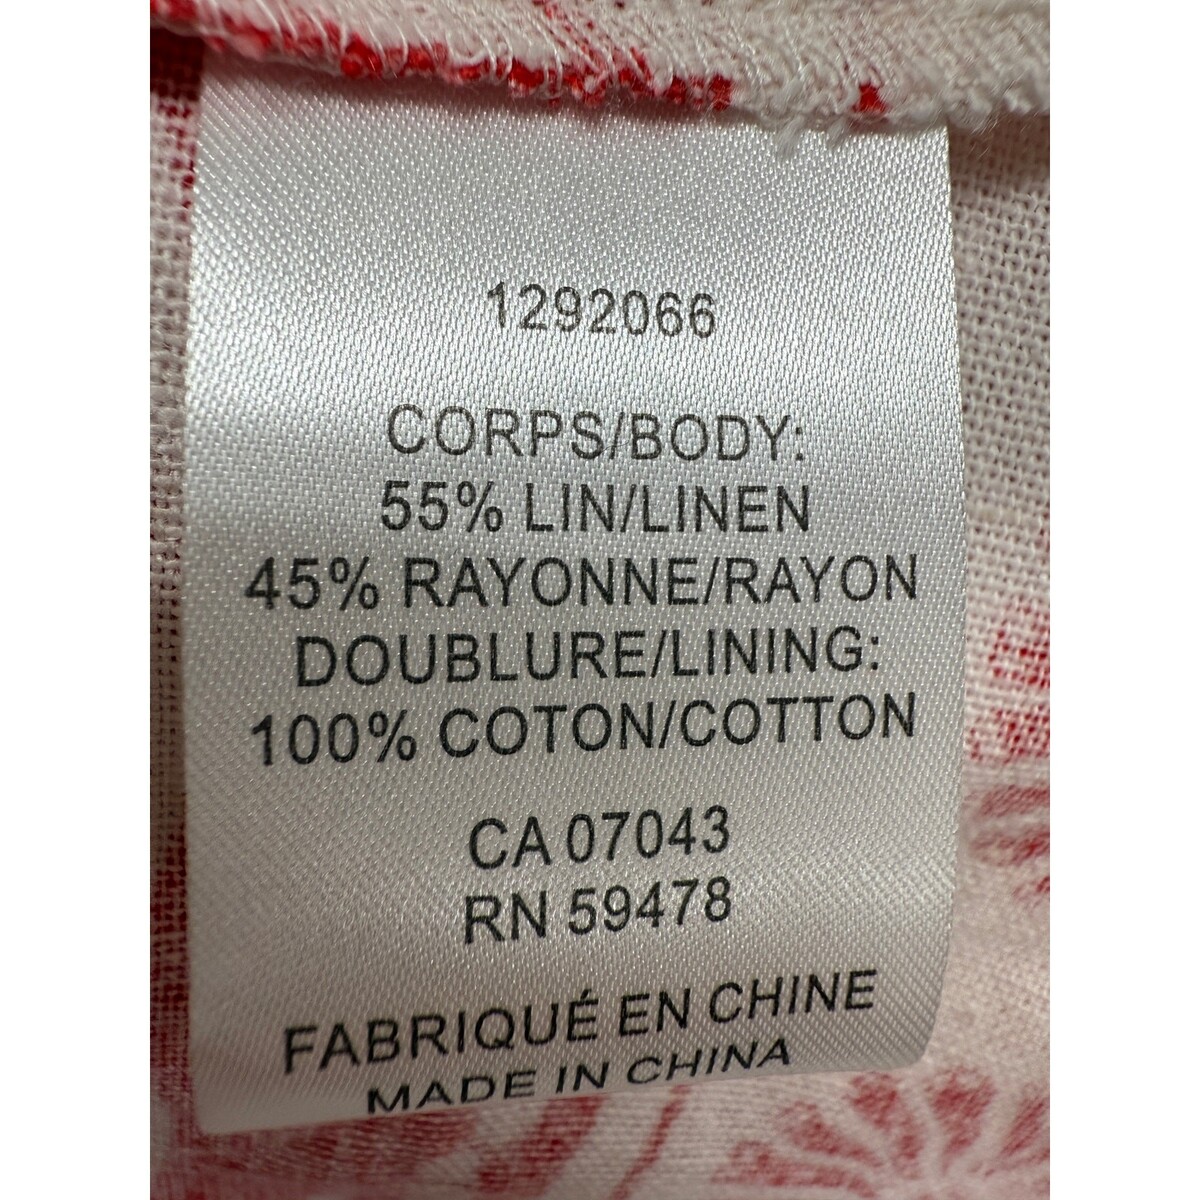 1292066
CORPS/BODY:
55% LIN/LINEN
45% RAYONNE/RAYON
DOUBLURE/LINING:
100% COTON/COTTON
CA 07043
RN 59478
FABRIQUÉ EN CHINE
MADE IN CHINA